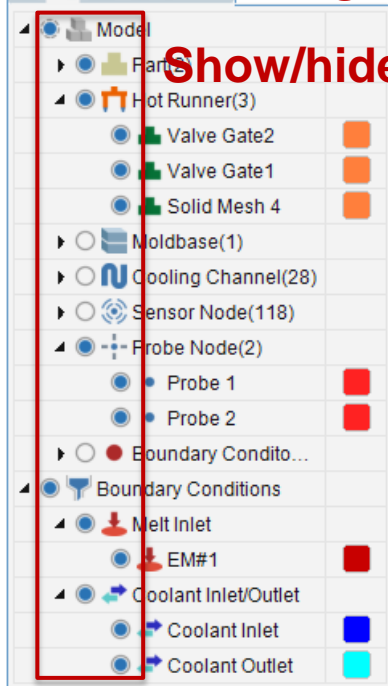 Model
Part(2)
Show/hide
Hot Runner(3)
Valve Gate2
Valve Gate1
Solid Mesh 4
Moldbase(1)
Cooling Channel(28)
Sensor Node(118)
Probe Node(2)
Probe 1
Probe 2
Boundary Condito...
Boundary Conditions
Melt Inlet
EM#1
Coolant Inlet/Outlet
Coolant Inlet
Coolant Outlet